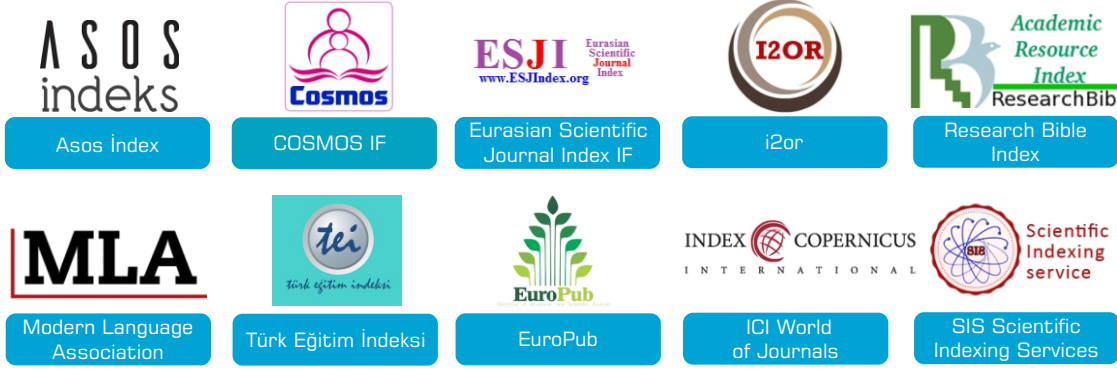 ASOS
indeks
Asos İndex
Cosmos
COSMOS IF
ESJI
Eurasian
Scientific
Journal
Index
www.ESJIndex.org
Eurasian Scientific
Journal Index IF
I2OR
i2or
Academic
Resource
Index
ResearchBib
Research Bible
Index
MLA
Modern Language
Association
tei
türk eğitim indeksi
Türk Eğitim İndeksi
EuroPub
EuroPub
INDEX COPERNICUS
INTERNATIONAL
ICI World
of Journals
SIS
Scientific
Indexing
service
SIS Scientific
Indexing Services